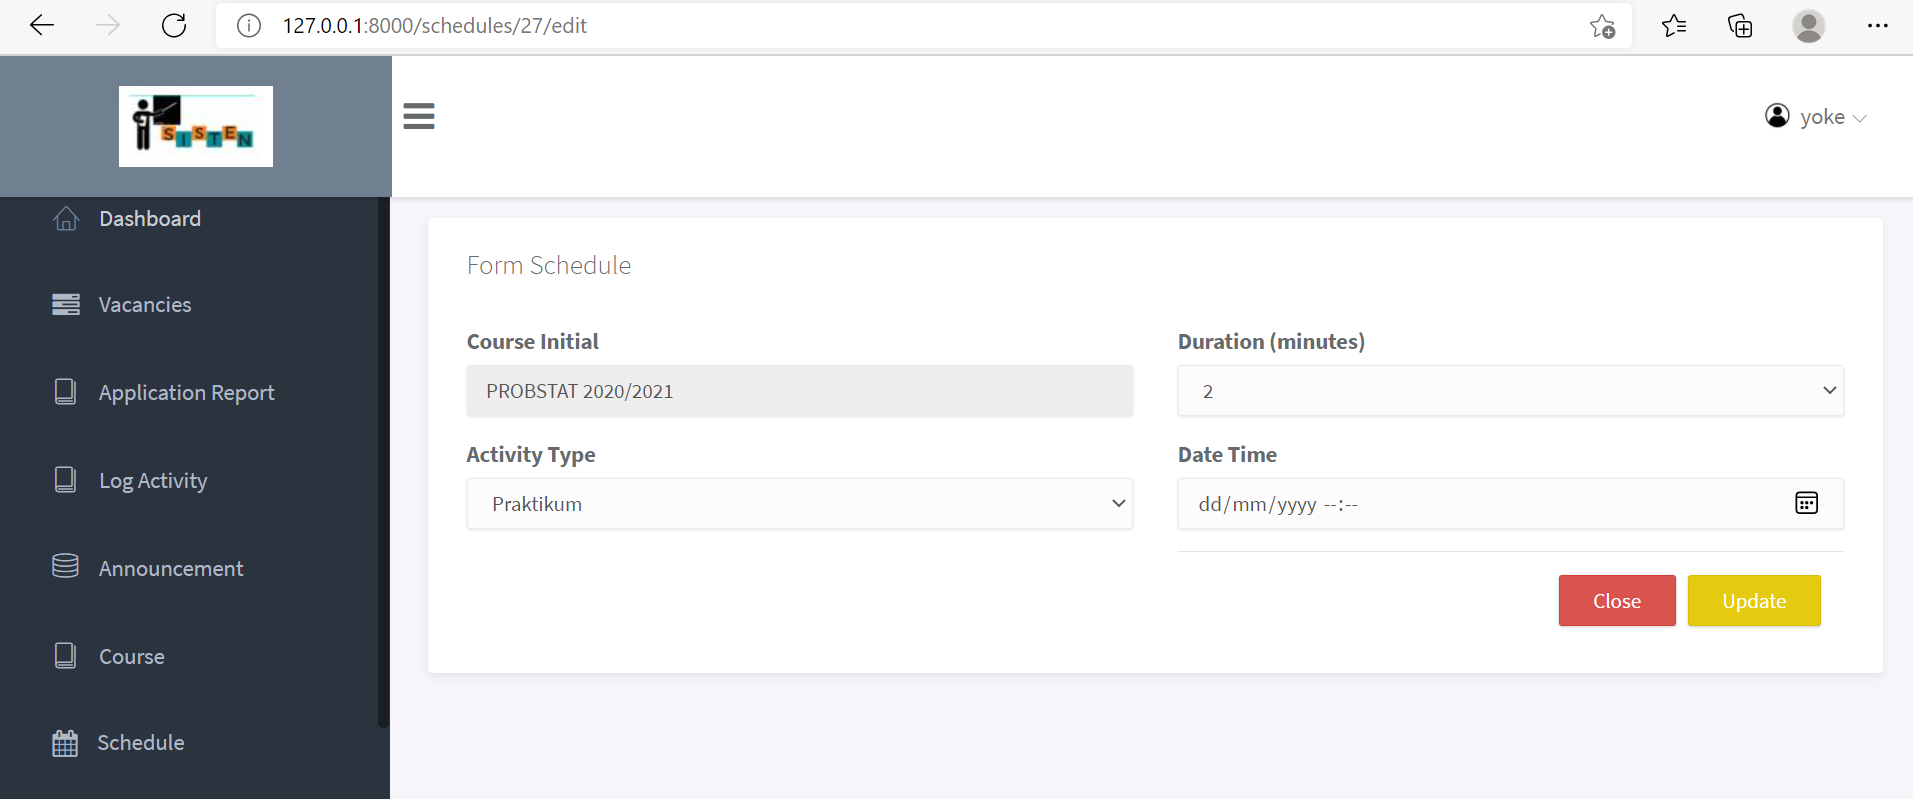 127.0.0.1:8000/schedules/27/edit
SISTEN
yoke
Dashboard
Vacancies
Application Report
Log Activity
Announcement
Course
Schedule
Form Schedule
Course Initial
PROBSTAT 2020/2021
Duration (minutes)
2
Activity Type
Praktikum
Date Time
dd/mm/yyyy --:--
Close
Update